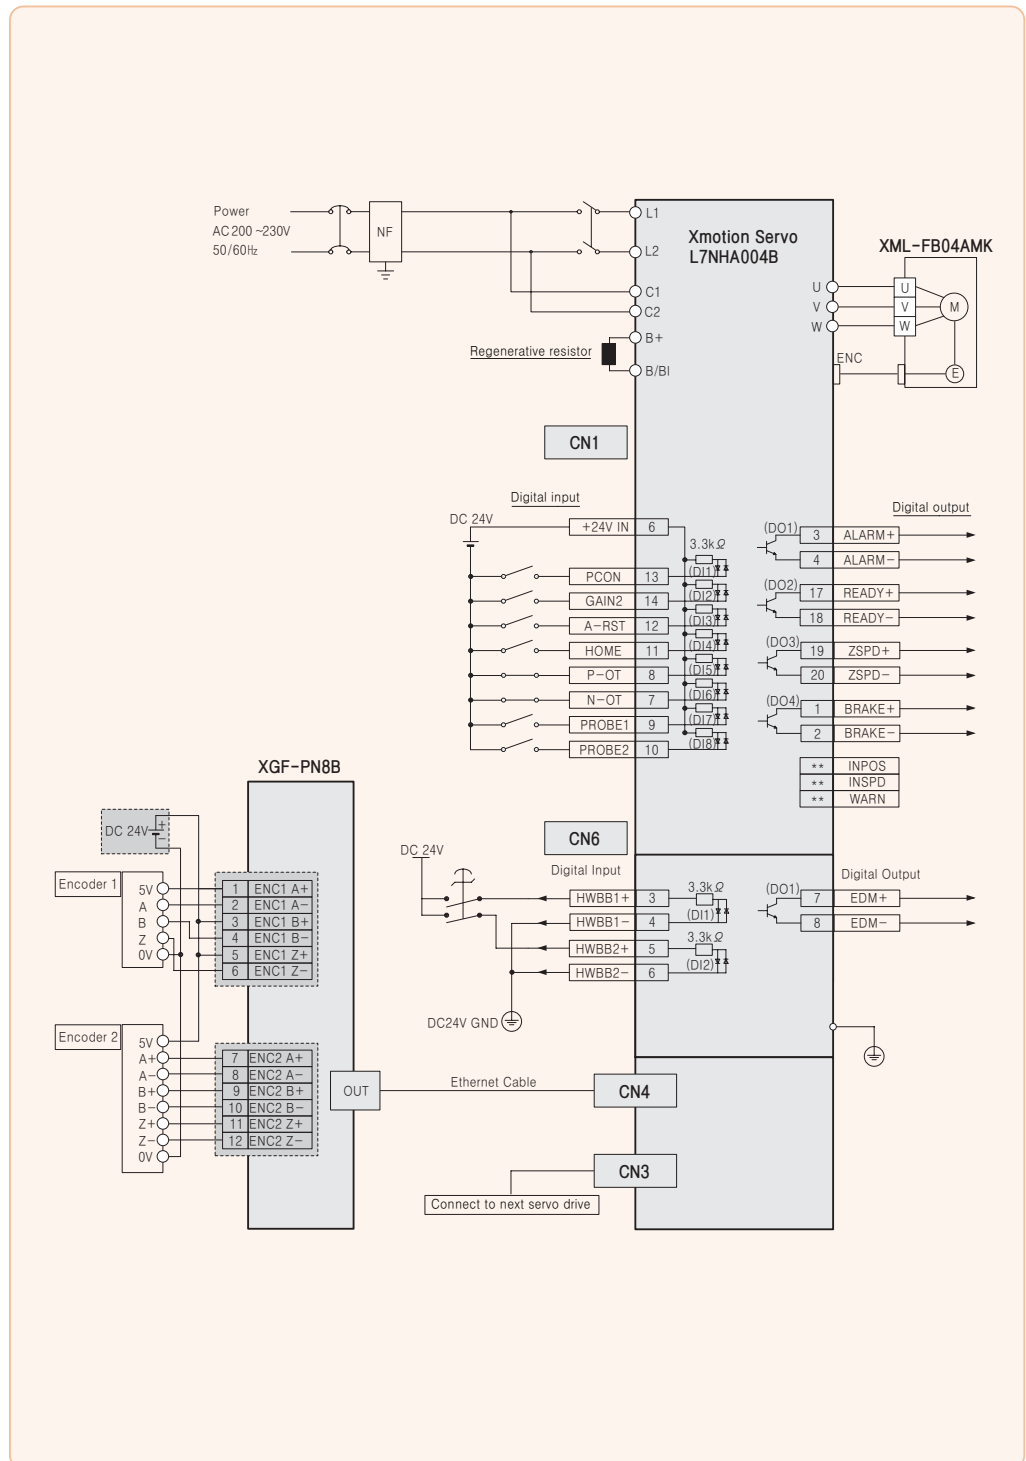 Power
AC 200 ~230V
50/60Hz
NF
L1
L2
C1
C2
B+
B/BI
Regenerative resistor
Xmotion Servo
L7NHA004B
XML-FB04AMK
U
V
W
U
V
W
M
ENC
E
CN1
Digital input
DC 24V
+24V IN 6
PCON 13
GAIN2 14
A-RST 12
HOME 11
P-OT 8
N-OT 7
PROBE1 9
PROBE2 10
3.3kΩ
(DI1)
(DI2)
(DI3)
(DI4)
(DI5)
(DI6)
(DI7)
(DI8)
Digital output
(DO1)
3 ALARM+
4 ALARM-
(DO2)
17 READY+
18 READY-
(DO3)
19 ZSPD+
20 ZSPD-
(DO4)
1 BRAKE+
2 BRAKE-
** INPOS
** INSPD
** WARN
CN6
DC 24V
Digital Input
HWBB1+ 3
HWBB1- 4
HWBB2+ 5
HWBB2- 6
3.3kΩ
(DI1)
3.3kΩ
(DI2)
DC24V GND
Digital Output
(DO1)
7 EDM+
8 EDM-
XGF-PN8B
DC 24V
+
-
Encoder 1
5V
A
B
Z
0V
1 ENC1 A+
2 ENC1 A-
3 ENC1 B+
4 ENC1 B-
5 ENC1 Z+
6 ENC1 Z-
Encoder 2
5V
A+
A-
B+
B-
Z+
Z-
0V
7 ENC2 A+
8 ENC2 A-
9 ENC2 B+
10 ENC2 B-
11 ENC2 Z+
12 ENC2 Z-
OUT
Ethernet Cable
CN4
CN3
Connect to next servo drive